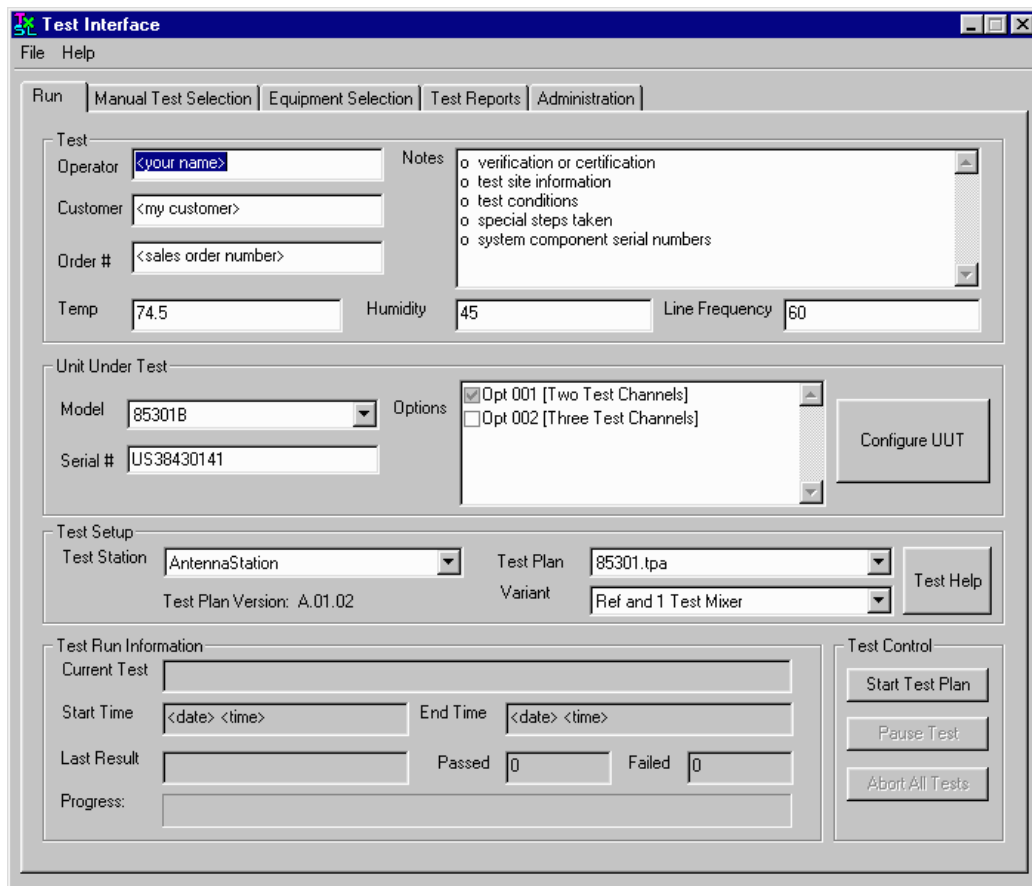 Test Interface
File Help
Run Manual Test Selection Equipment Selection Test Reports Administration
Test
Operator <your name>
Customer <my customer>
Order # <sales order number>
Notes
o verification or certification
o test site information
o test conditions
o special steps taken
o system component serial numbers
Temp 74.5 Humidity 45 Line Frequency 60
Unit Under Test
Model 85301B
Serial # US38430141
Options
Opt 001 [Two Test Channels]
Opt 002 [Three Test Channels]
Configure UUT
Test Setup
Test Station AntennaStation
Test Plan Version: A.01.02
Test Plan 85301.tpa
Variant Ref and 1 Test Mixer
Test Help
Test Run Information
Current Test
Start Time <date> <time> End Time <date> <time>
Last Result Passed 0 Failed 0
Progress:
Test Control
Start Test Plan
Pause Test
Abort All Tests